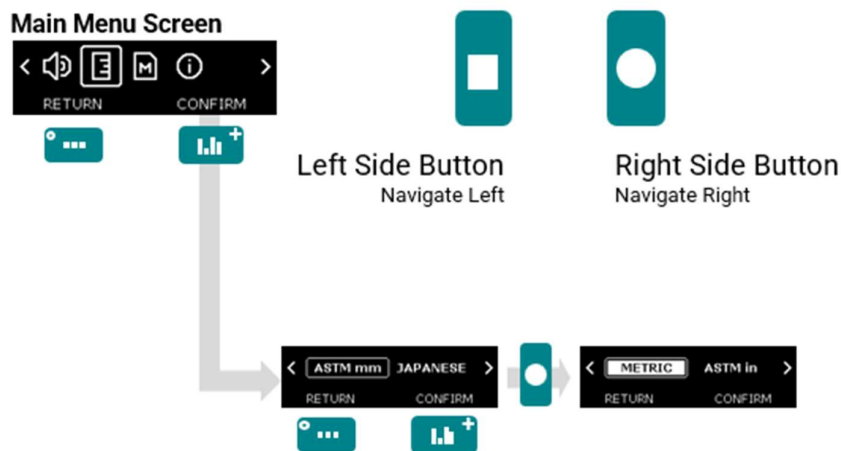 Main Menu Screen
M i
RETURN CONFIRM
Left Side Button
Navigate Left
Right Side Button
Navigate Right
ASTM mm JAPANESE
RETURN CONFIRM
METRIC ASTM in
RETURN CONFIRM